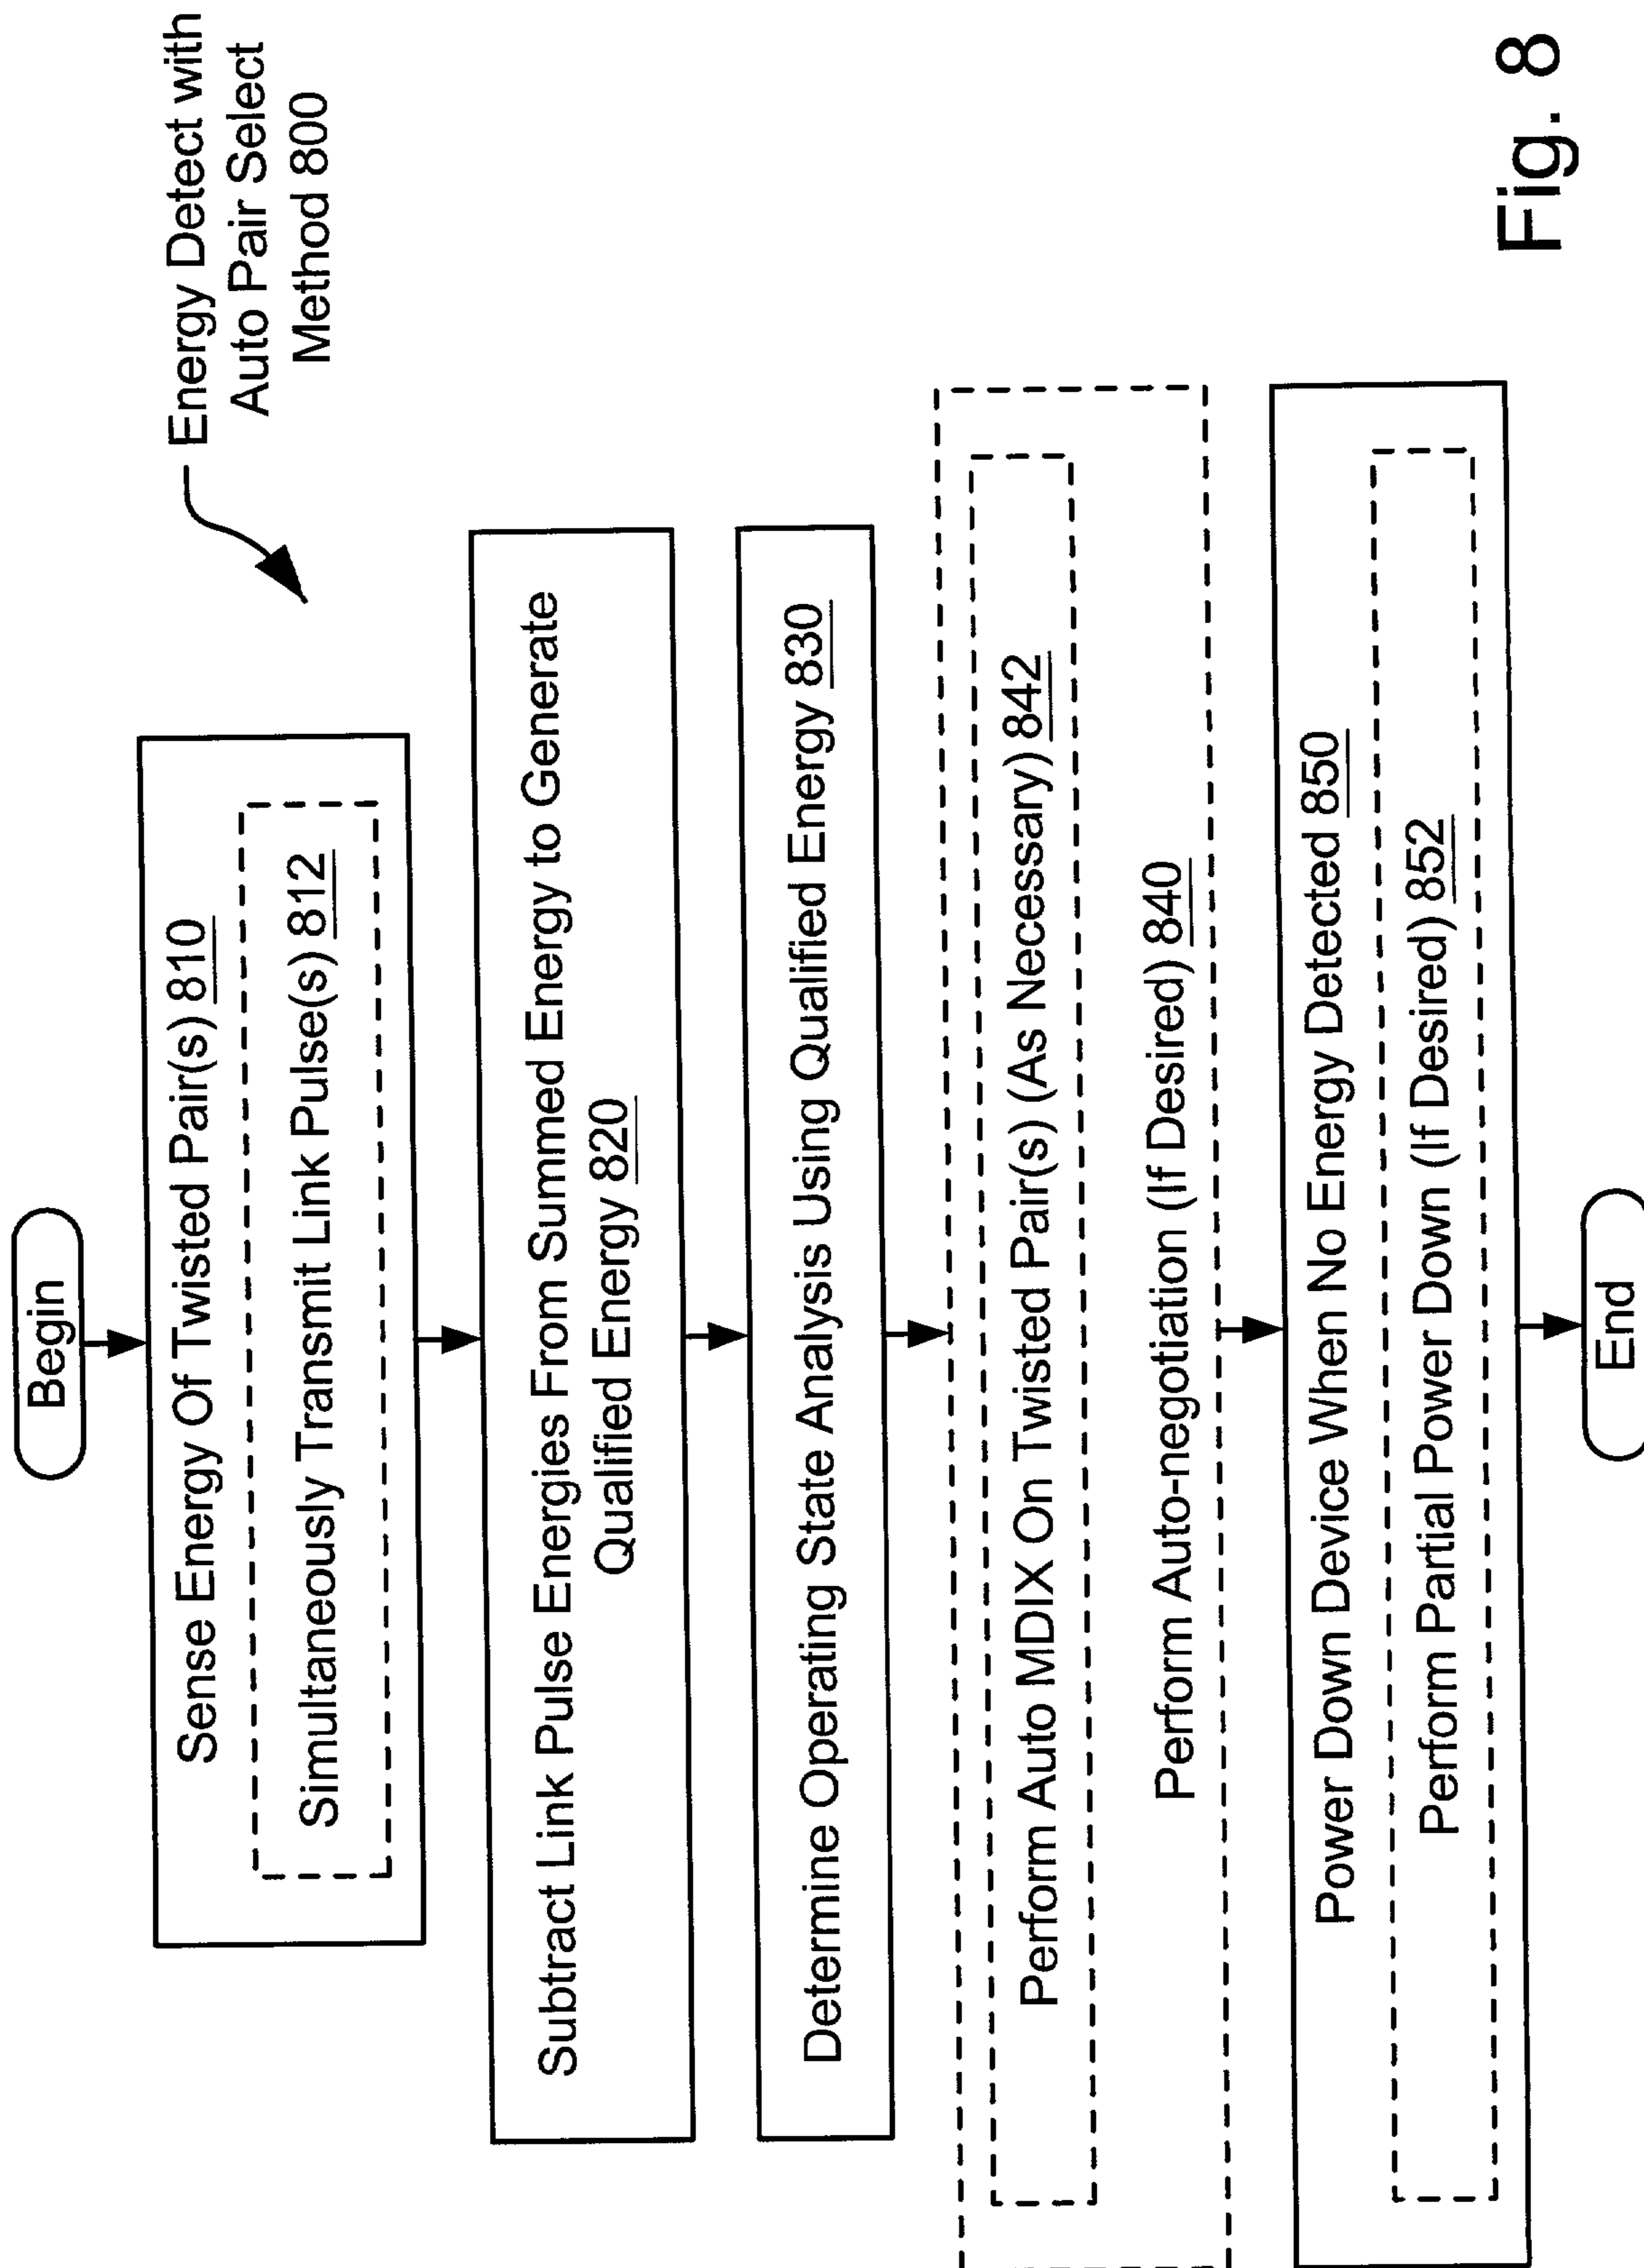 Energy Detect with
Auto Pair Select
Method 800
Begin
Sense Energy Of Twisted Pair(s) 810
Simultaneously Transmit Link Pulse(s) 812
Subtract Link Pulse Energies From Summed Energy to Generate
Qualified Energy 820
Determine Operating State Analysis Using Qualified Energy 830
Perform Auto MDIX On Twisted Pair(s) (As Necessary) 842
Perform Auto-negotiation (If Desired) 840
Power Down Device When No Energy Detected 850
Perform Partial Power Down (If Desired) 852
End
Fig. 8